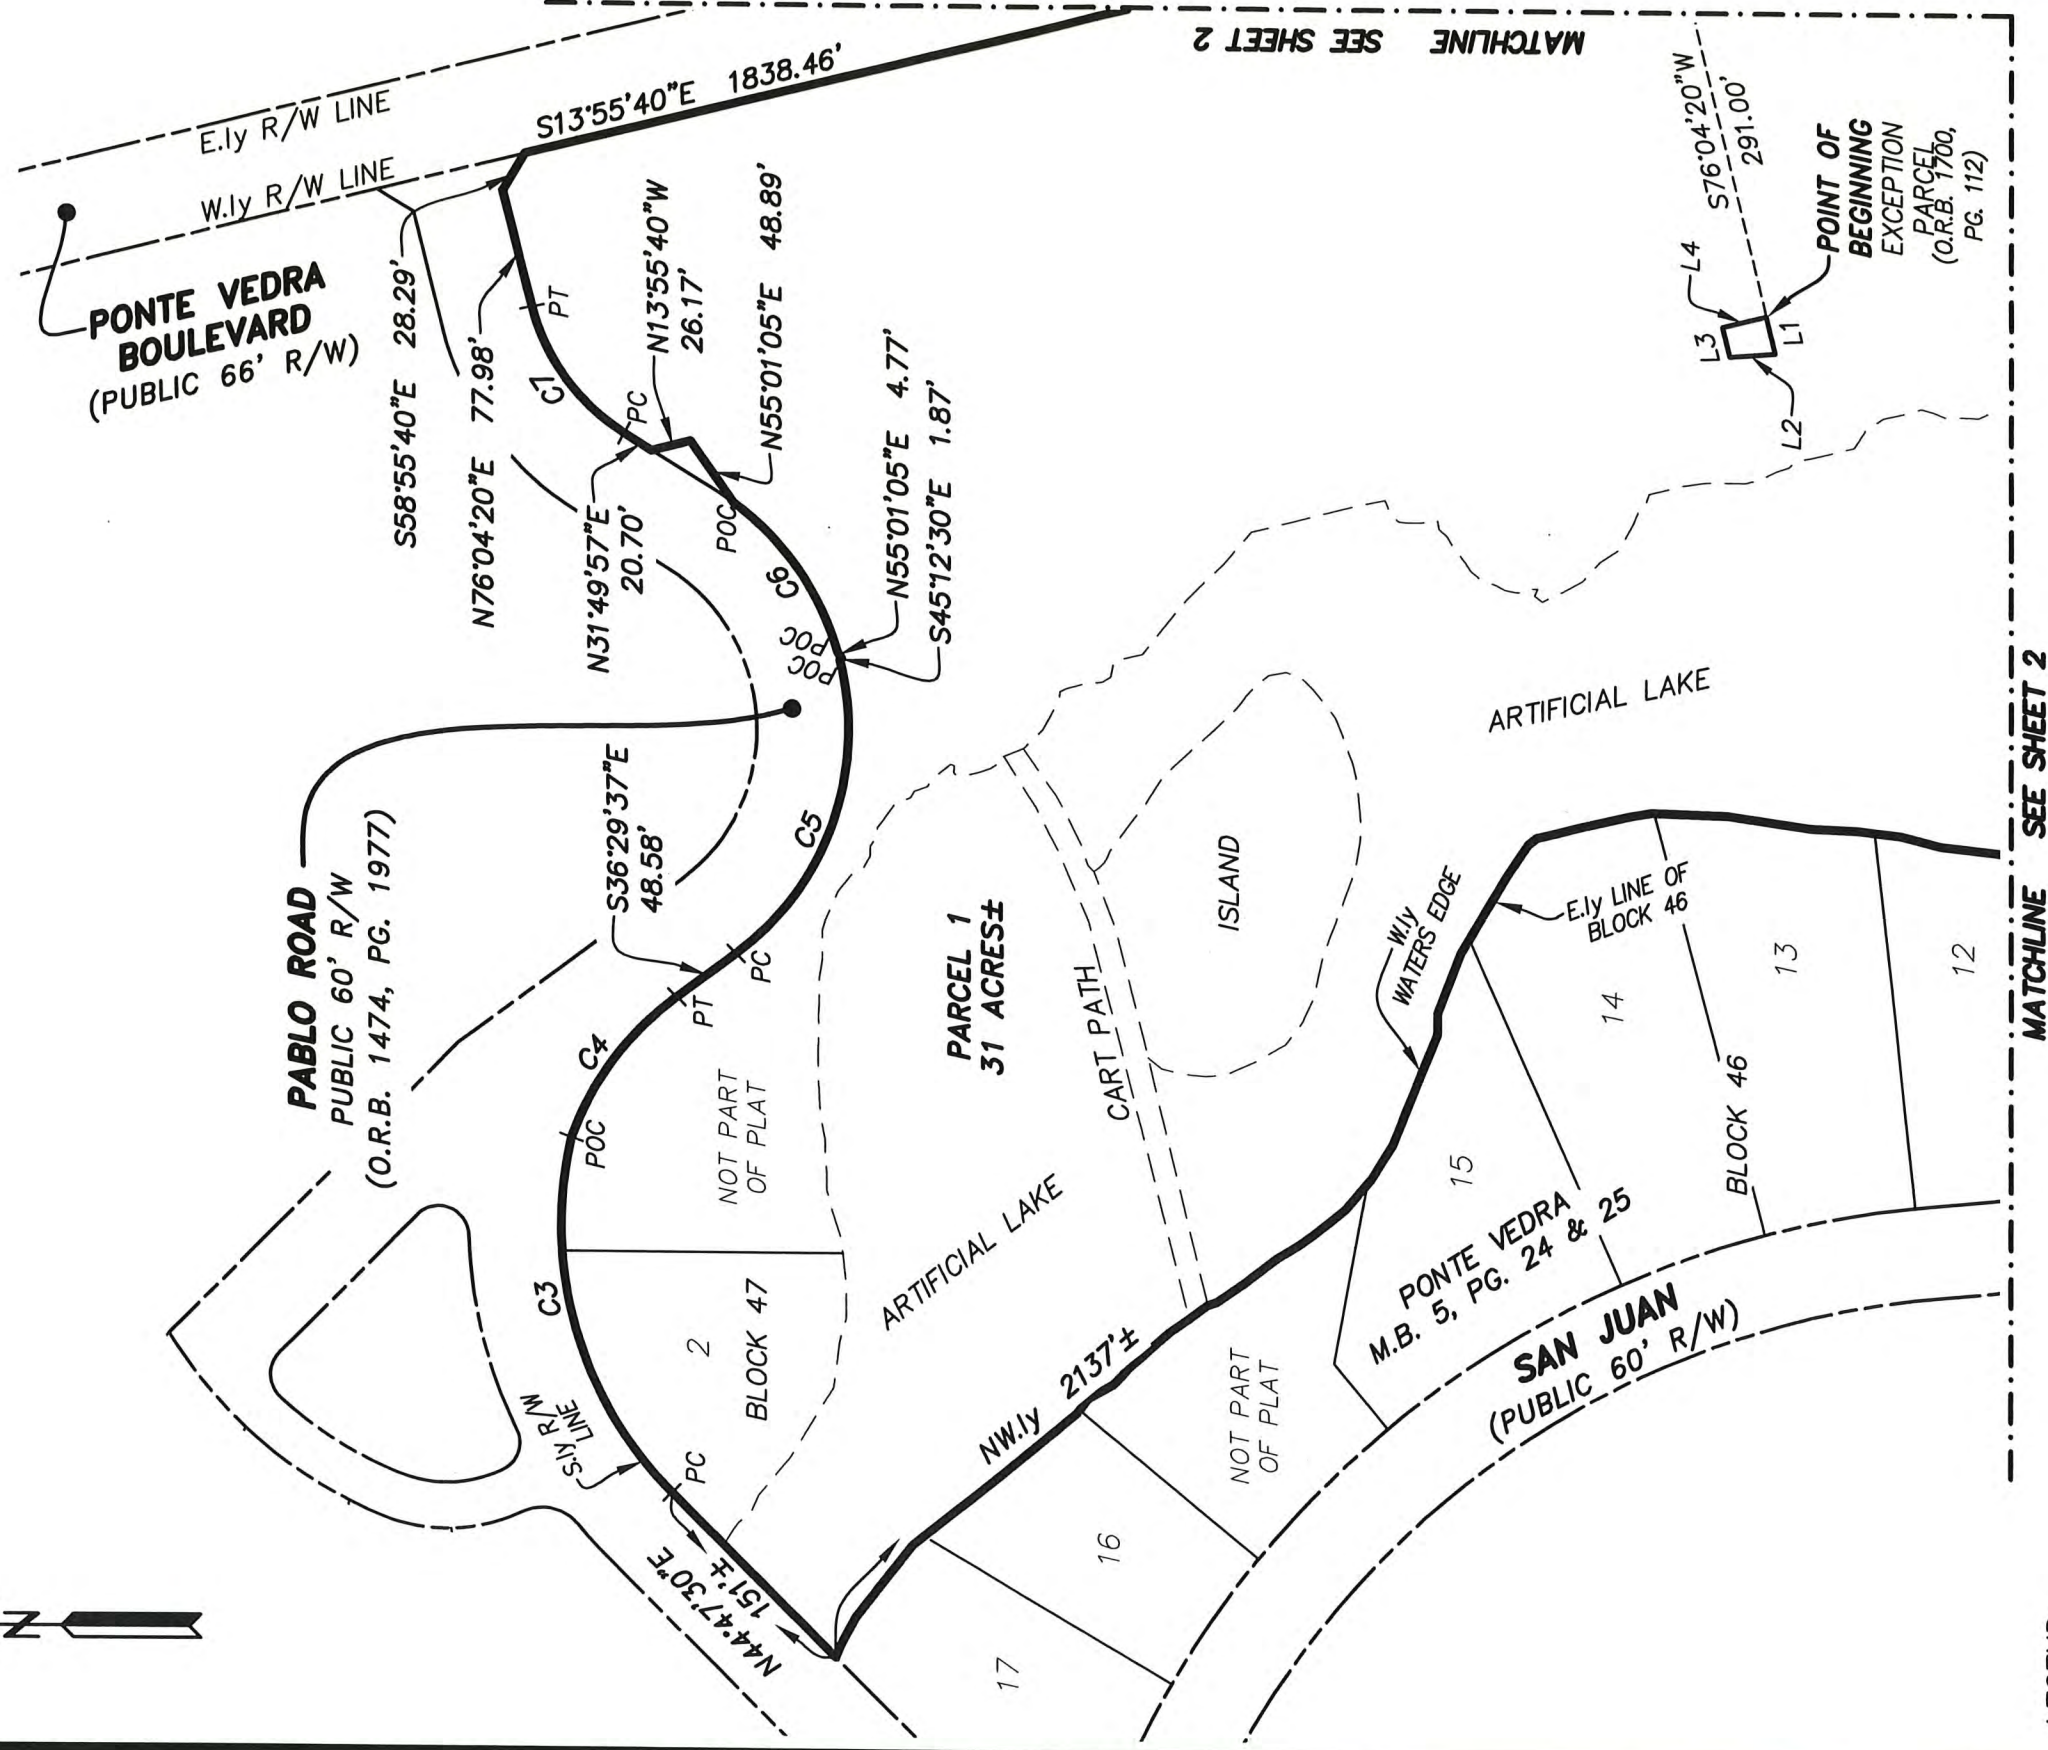 N
E.ly R/W LINE
W.ly R/W LINE
PONTE VEDRA
BOULEVARD
(PUBLIC 66' R/W)
S13°55'40"E 1838.46'
MATCHLINE SEE SHEET 2
S58°55'40"E 28.29'
N76°04'20"E 77.98'
PT
C7
PC
N13°55'40"W
26.17'
N55°01'05"E 48.89'
N31°49'57"E
20.70'
POC
C6
N55°01'05"E 4.77'
S45°12'30"E 1.87'
POC
POC
S76°04'20"W
291.00'
POINT OF
BEGINNING
EXCEPTION
PARCEL
(O.R.B. 1700,
PG. 112)
L4
L3
L1
L2
PABLO ROAD
PUBLIC 60' R/W
(O.R.B. 1474, PG. 1977)
S36°29'37"E
48.58'
C5
PC
PT
C4
POC
NOT PART
OF PLAT
C3
2
BLOCK 47
S.ly R/W
LINE
PC
N44°47'30"E
151'±
PARCEL 1
31 ACRES±
ISLAND
CART PATH
ARTIFICIAL LAKE
ARTIFICIAL LAKE
W.ly
WATERS EDGE
E.ly LINE OF
BLOCK 46
13
12
14
BLOCK 46
15
PONTE VEDRA
M.B. 5, PG. 24 & 25
NW.ly 2137'±
NOT PART
OF PLAT
SAN JUAN
(PUBLIC 60' R/W)
16
17
MATCHLINE SEE SHEET 2